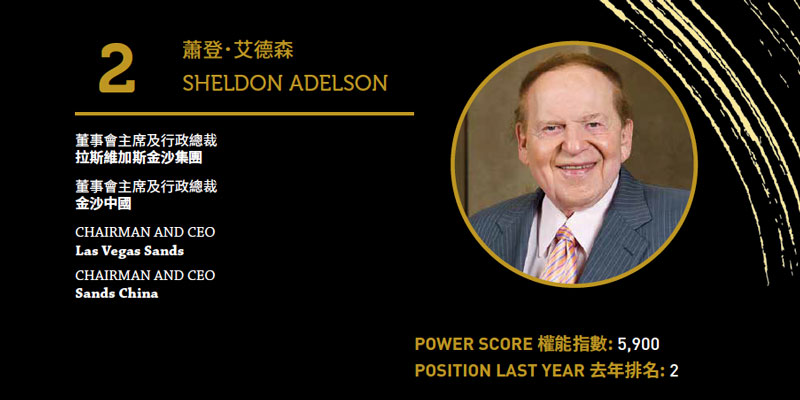 2
蕭登·艾德森
SHELDON ADELSON
董事會主席及行政總裁
拉斯維加斯金沙集團
董事會主席及行政總裁
金沙中國
CHAIRMAN AND CEO
Las Vegas Sands
CHAIRMAN AND CEO
Sands China
POWER SCORE 權能指數: 5,900
POSITION LAST YEAR 去年排名: 2